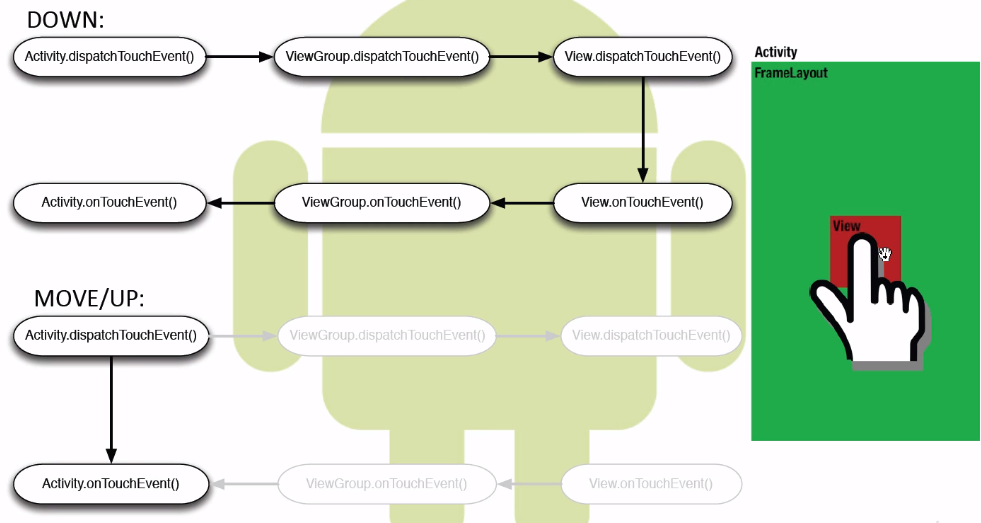 DOWN:
Activity.dispatchTouchEvent()
ViewGroup.dispatchTouchEvent()
View.dispatchTouchEvent()
Activity.onTouchEvent()
ViewGroup.onTouchEvent()
View.onTouchEvent()
MOVE/UP:
Activity.dispatchTouchEvent()
ViewGroup.dispatchTouchEvent()
View.dispatchTouchEvent()
Activity.onTouchEvent()
ViewGroup.onTouchEvent()
View.onTouchEvent()
Activity
FrameLayout
View